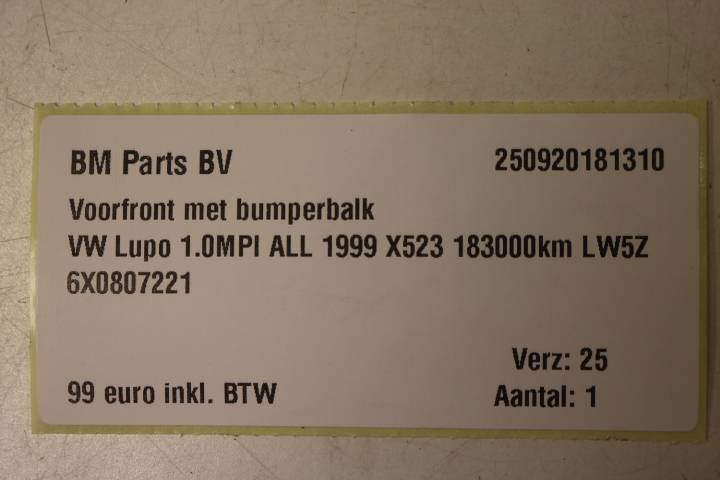 BM Parts BV 250920181310
Voorfront met bumperbalk
VW Lupo 1.0MPI ALL 1999 X523 183000km LW5Z
6X0807221
Verz: 25
99 euro inkl. BTW Aantal: 1